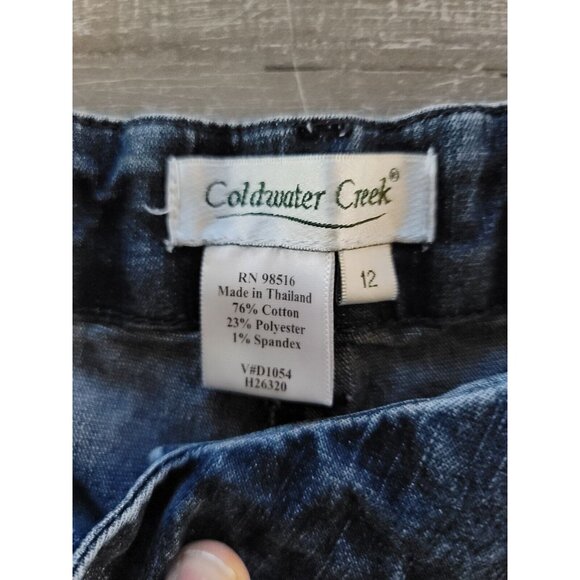 Coldwater Creek®
12
RN 98516
Made in Thailand
76% Cotton
23% Polyester
1% Spandex
V#D1054
H26320